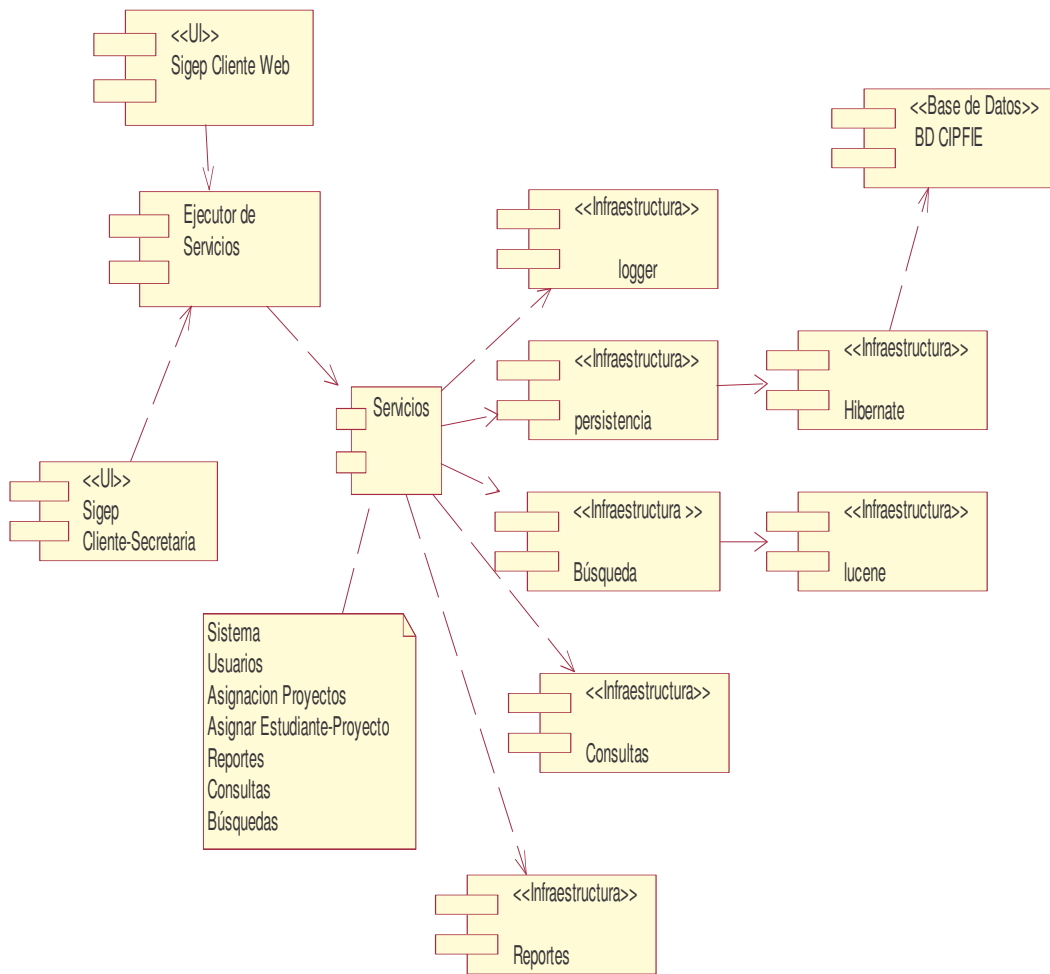 <<UI>>
Sigep Cliente Web
<<Base de Datos>>
BD CIPFIE
Ejecutor de
Servicios
<<Infraestructura>>
logger
<<Infraestructura>>
persistencia
<<Infraestructura>>
Hibernate
Servicios
<<UI>>
Sigep
Cliente-Secretaria
<<Infraestructura >>
Búsqueda
<<Infraestructura>>
lucene
Sistema
Usuarios
Asignacion Proyectos
Asignar Estudiante-Proyecto
Reportes
Consultas
Búsquedas
<<Infraestructura>>
Consultas
<<Infraestructura>>
Reportes